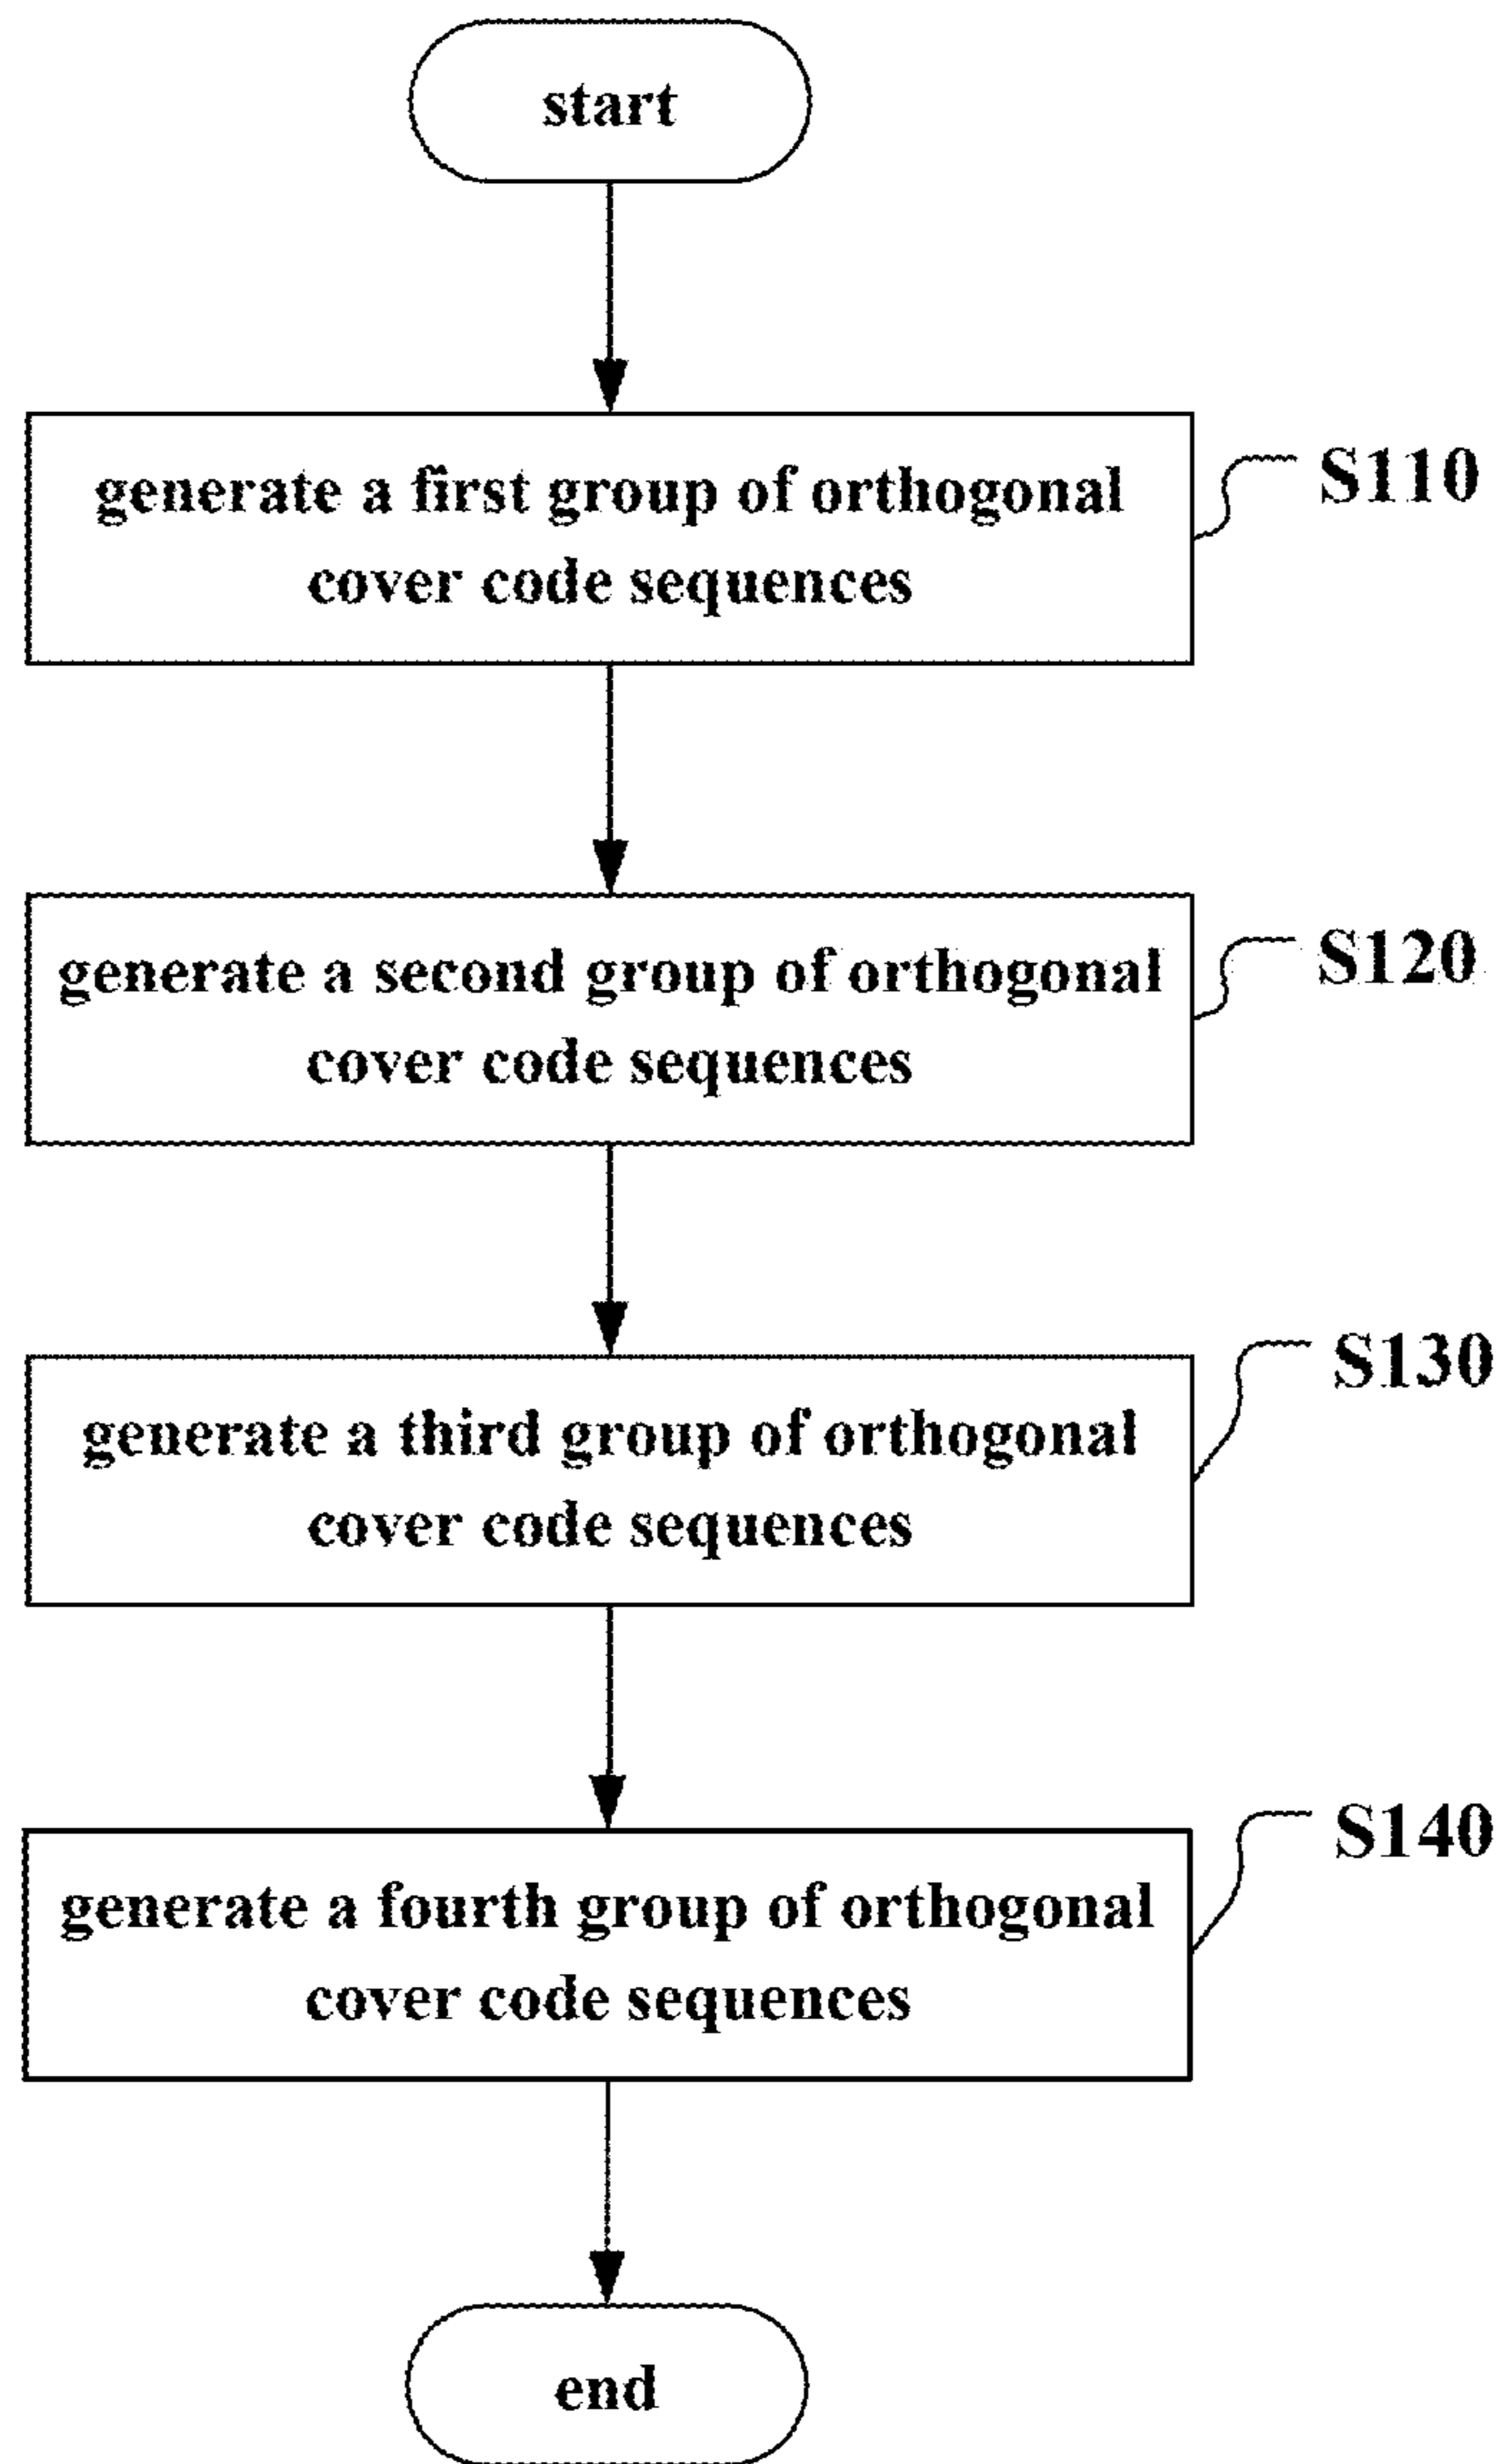 start
generate a first group of orthogonal
cover code sequences
S110
generate a second group of orthogonal
cover code sequences
S120
generate a third group of orthogonal
cover code sequences
S130
generate a fourth group of orthogonal
cover code sequences
S140
end